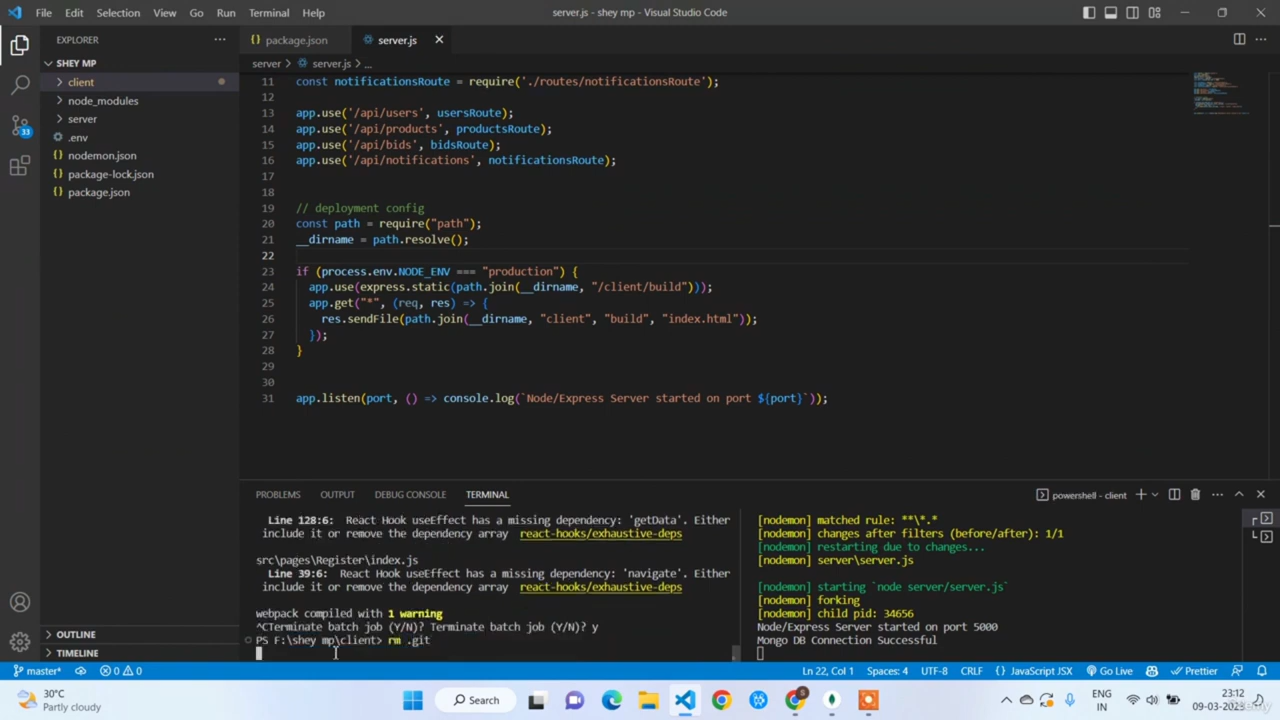 File Edit Selection View Go Run Terminal Help
server.js - shey mp - Visual Studio Code
EXPLORER
package.json
server.js
SHEY MP
server > server.js > ...
client
node_modules
server
.env
nodemon.json
package-lock.json
package.json
11 const notificationsRoute = require('./routes/notificationsRoute');
12
13 app.use('/api/users', usersRoute);
14 app.use('/api/products', productsRoute);
15 app.use('/api/bids', bidsRoute);
16 app.use('/api/notifications', notificationsRoute);
17
18
19 // deployment config
20 const path = require("path");
21 __dirname = path.resolve();
22
23 if (process.env.NODE_ENV === "production") {
24 app.use(express.static(path.join(__dirname, "/client/build")));
25 app.get("*", (req, res) => {
26 res.sendFile(path.join(__dirname, "client", "build", "index.html"));
27 });
28 }
29
30
31 app.listen(port, () => console.log(`Node/Express Server started on port ${port}`));
33
PROBLEMS OUTPUT DEBUG CONSOLE TERMINAL
powershell - client
Line 128:6: React Hook useEffect has a missing dependency: 'getData'. Either
include it or remove the dependency array react-hooks/exhaustive-deps
src\pages\Register\index.js
Line 39:6: React Hook useEffect has a missing dependency: 'navigate'. Either
include it or remove the dependency array react-hooks/exhaustive-deps
webpack compiled with 1 warning
^CTerminate batch job (Y/N)? Terminate batch job (Y/N)? y
PS F:\shey mp\client> rm .git
[nodemon] matched rule: **\*.*
[nodemon] changes after filters (before/after): 1/1
[nodemon] restarting due to changes...
[nodemon] server\server.js
[nodemon] starting `node server/server.js`
[nodemon] forking
[nodemon] child pid: 34656
Node/Express Server started on port 5000
Mongo DB Connection Successful
OUTLINE
TIMELINE
master* 0 0
Ln 22, Col 1 Spaces: 4 UTF-8 CRLF {} JavaScript JSX Go Live Prettier
30°C
Partly cloudy
Search
ENG
IN
23:12
09-03-2023